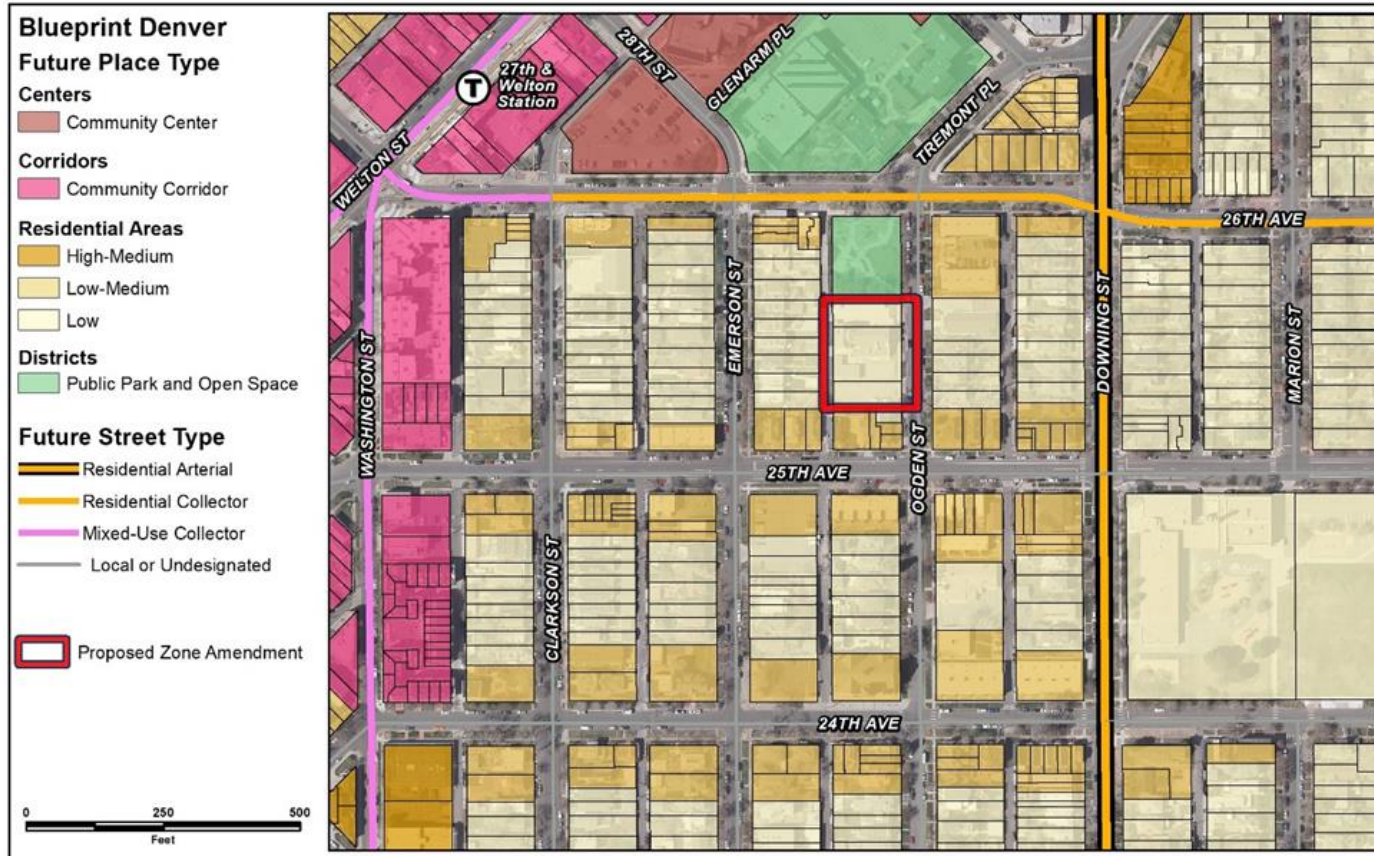 Blueprint Denver
Future Place Type
Centers
Community Center
Corridors
Community Corridor
Residential Areas
High-Medium
Low-Medium
Low
Districts
Public Park and Open Space
Future Street Type
Residential Arterial
Residential Collector
Mixed-Use Collector
Local or Undesignated
Proposed Zone Amendment
0 250 500
Feet
T
27th &
Welton
Station
28TH ST
GLENARM PL
TREMONT PL
WELTON ST
26TH AVE
WASHINGTON ST
EMERSON ST
DOWNING ST
MARION ST
25TH AVE
OGDEN ST
CLARKSON ST
24TH AVE